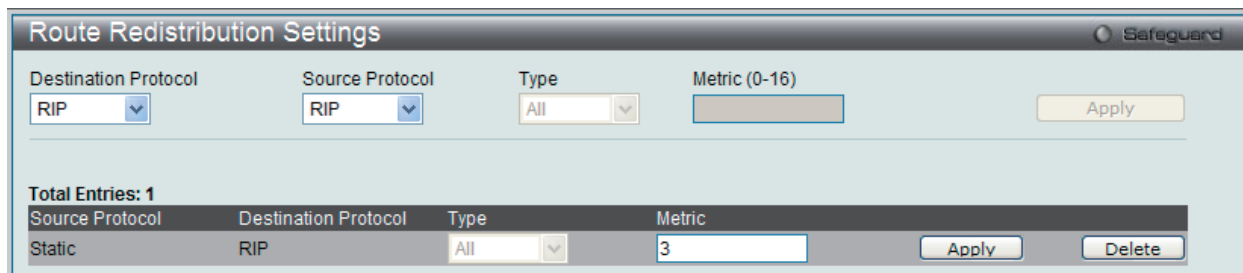 Route Redistribution Settings Safeguard
Destination Protocol Source Protocol Type Metric (0-16)
RIP RIP All Apply
Total Entries: 1
Source Protocol Destination Protocol Type Metric
Static RIP All 3 Apply Delete